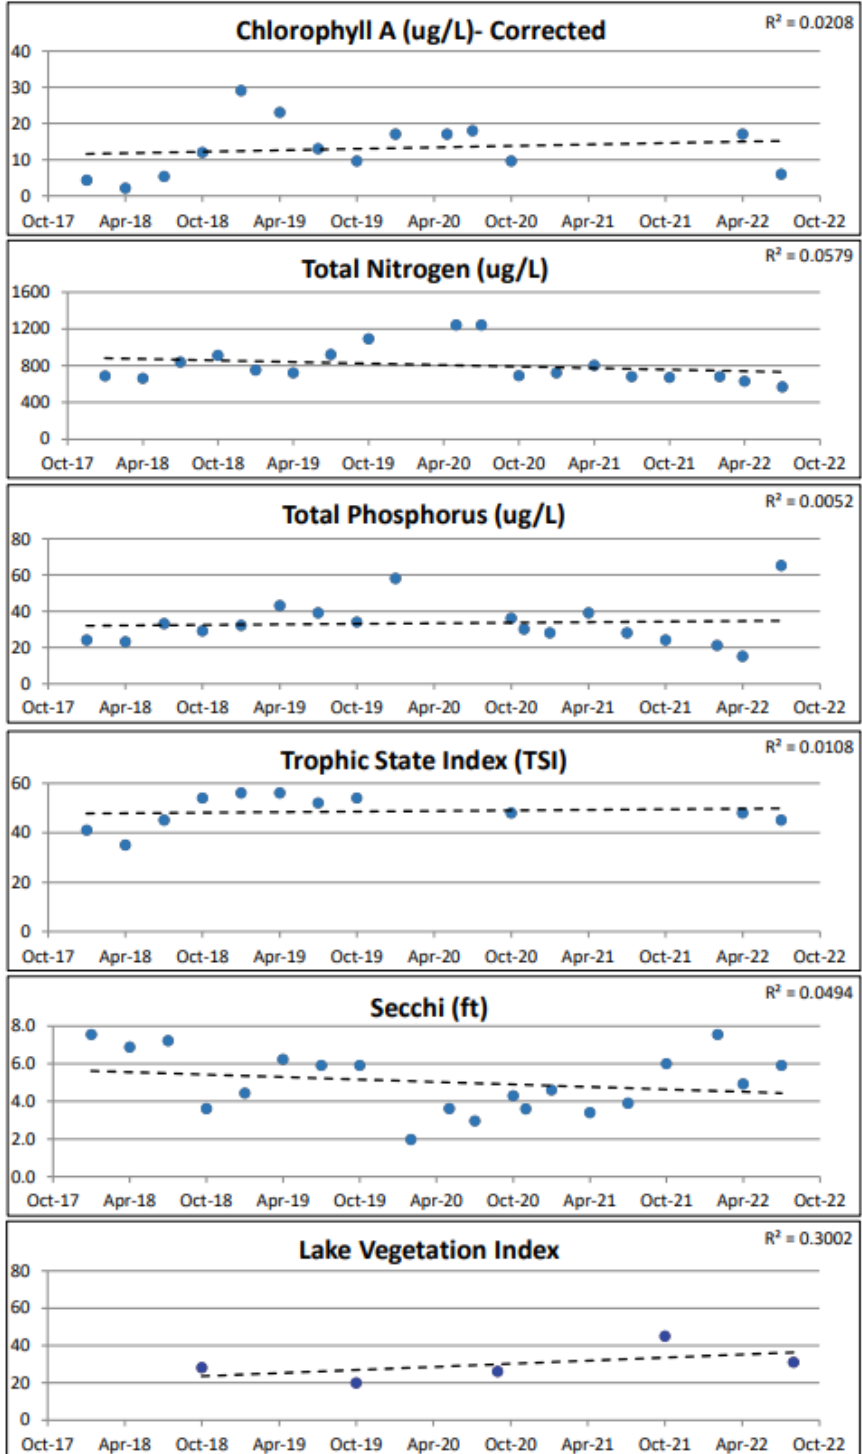 Chlorophyll A (ug/L)- Corrected
R² = 0.0208
40
30
20
10
0
Oct-17 Apr-18 Oct-18 Apr-19 Oct-19 Apr-20 Oct-20 Apr-21 Oct-21 Apr-22 Oct-22
Total Nitrogen (ug/L)
R² = 0.0579
1600
1200
800
400
0
Oct-17 Apr-18 Oct-18 Apr-19 Oct-19 Apr-20 Oct-20 Apr-21 Oct-21 Apr-22 Oct-22
Total Phosphorus (ug/L)
R² = 0.0052
80
60
40
20
0
Oct-17 Apr-18 Oct-18 Apr-19 Oct-19 Apr-20 Oct-20 Apr-21 Oct-21 Apr-22 Oct-22
Trophic State Index (TSI)
R² = 0.0108
60
40
20
0
Oct-17 Apr-18 Oct-18 Apr-19 Oct-19 Apr-20 Oct-20 Apr-21 Oct-21 Apr-22 Oct-22
Secchi (ft)
R² = 0.0494
8.0
6.0
4.0
2.0
0.0
Oct-17 Apr-18 Oct-18 Apr-19 Oct-19 Apr-20 Oct-20 Apr-21 Oct-21 Apr-22 Oct-22
Lake Vegetation Index
R² = 0.3002
80
60
40
20
0
Oct-17 Apr-18 Oct-18 Apr-19 Oct-19 Apr-20 Oct-20 Apr-21 Oct-21 Apr-22 Oct-22